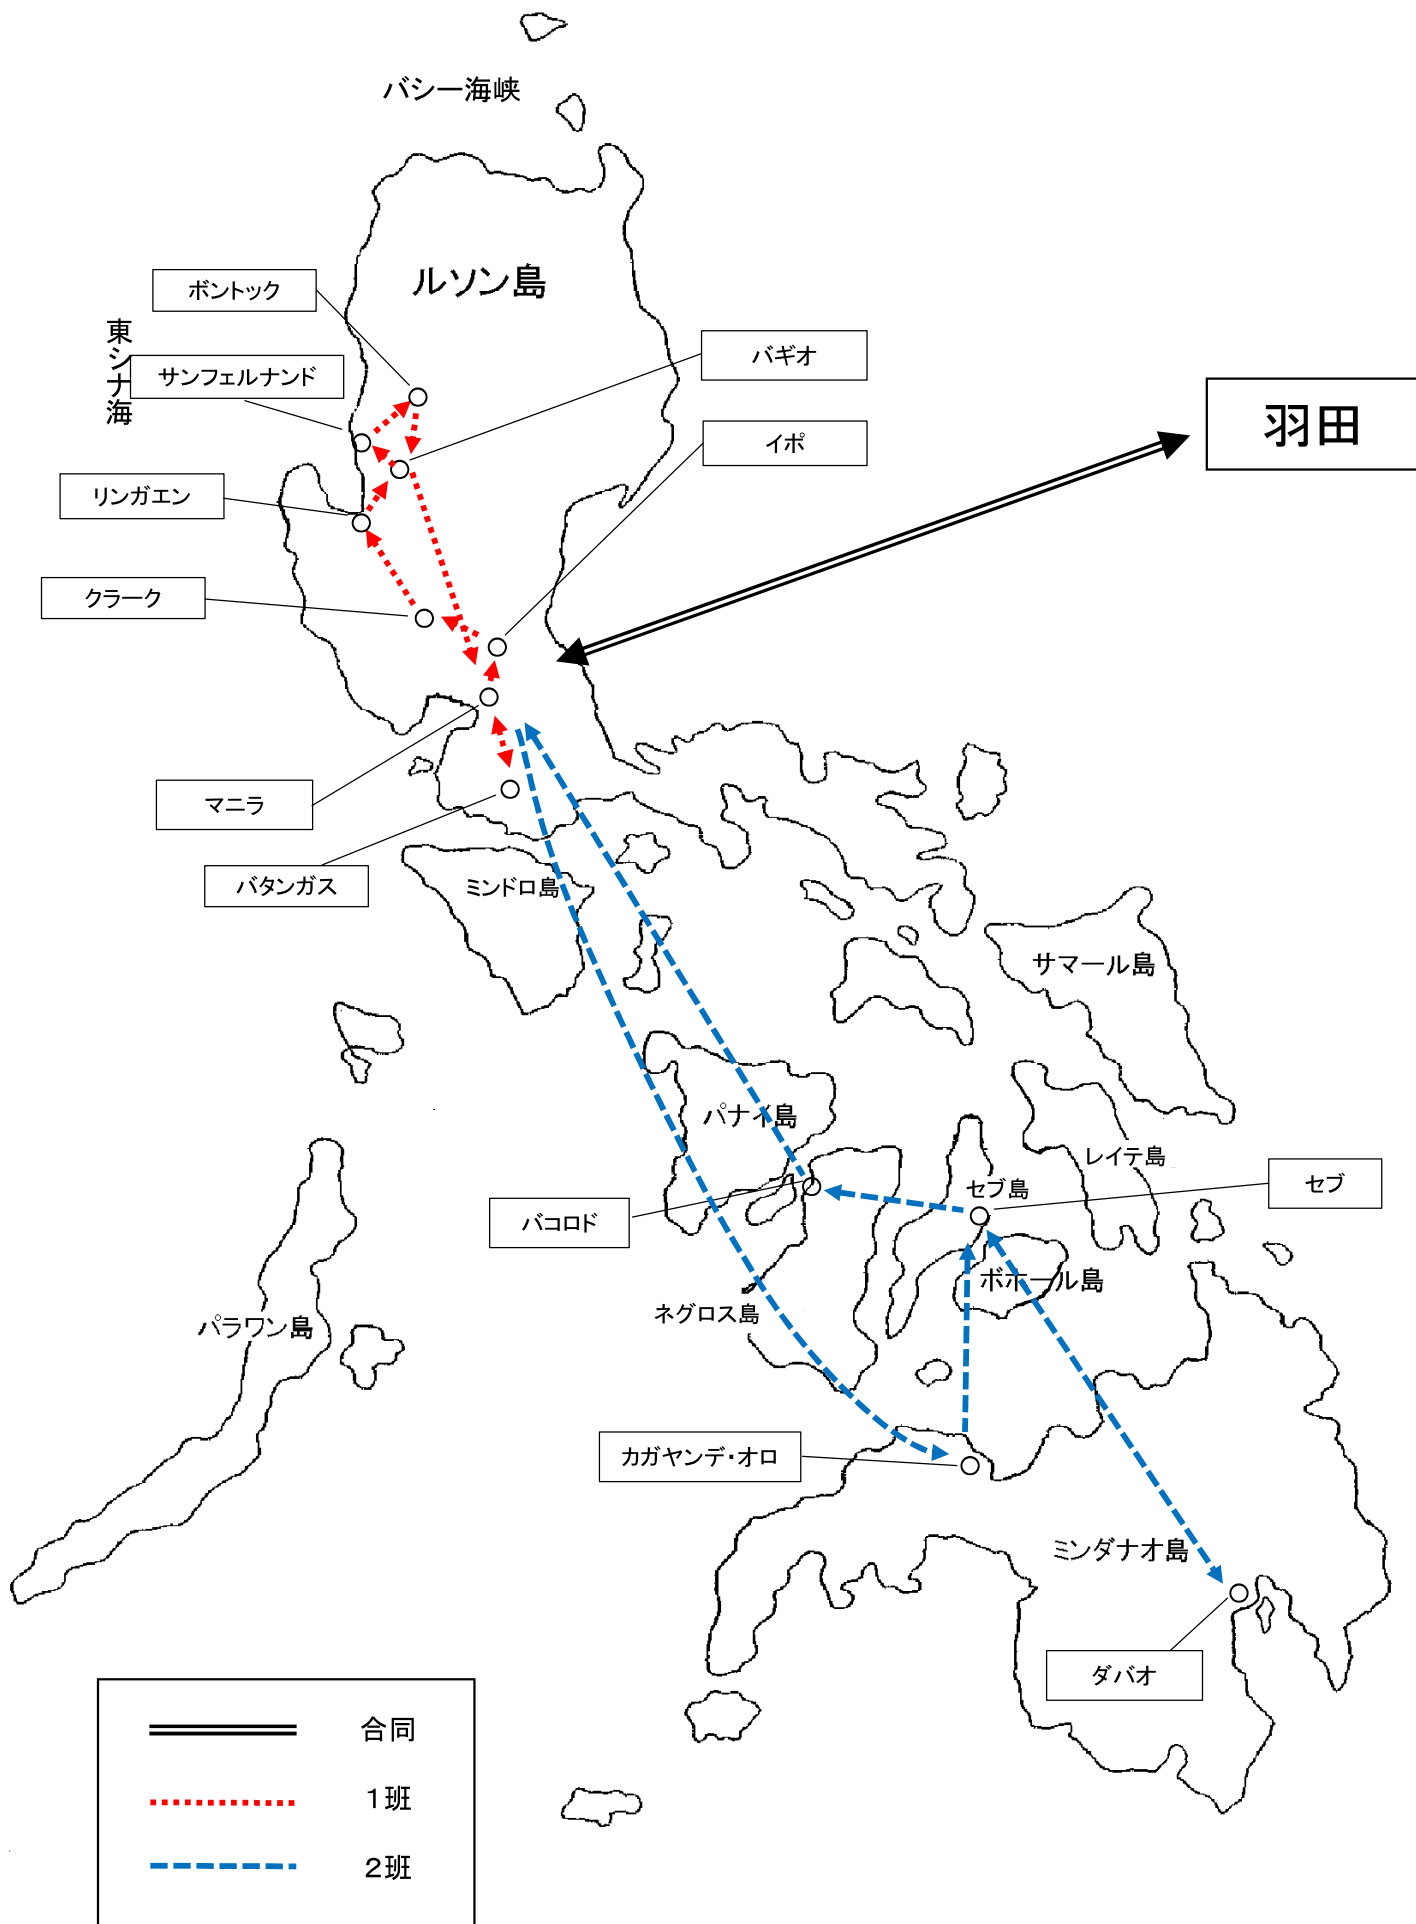 バシー海峡
ルソン島
ボントック
東シナ海
バギオ
サンフェルナンド
羽田
イポ
リンガエン
クラーク
マニラ
バタンガス
ミンドロ島
サマール島
パナイ島
レイテ島
セブ島
セブ
バコロド
ボホール島
ネグロス島
パラワン島
カガヤンデ・オロ
ミンダナオ島
ダバオ
合同
１班
２班